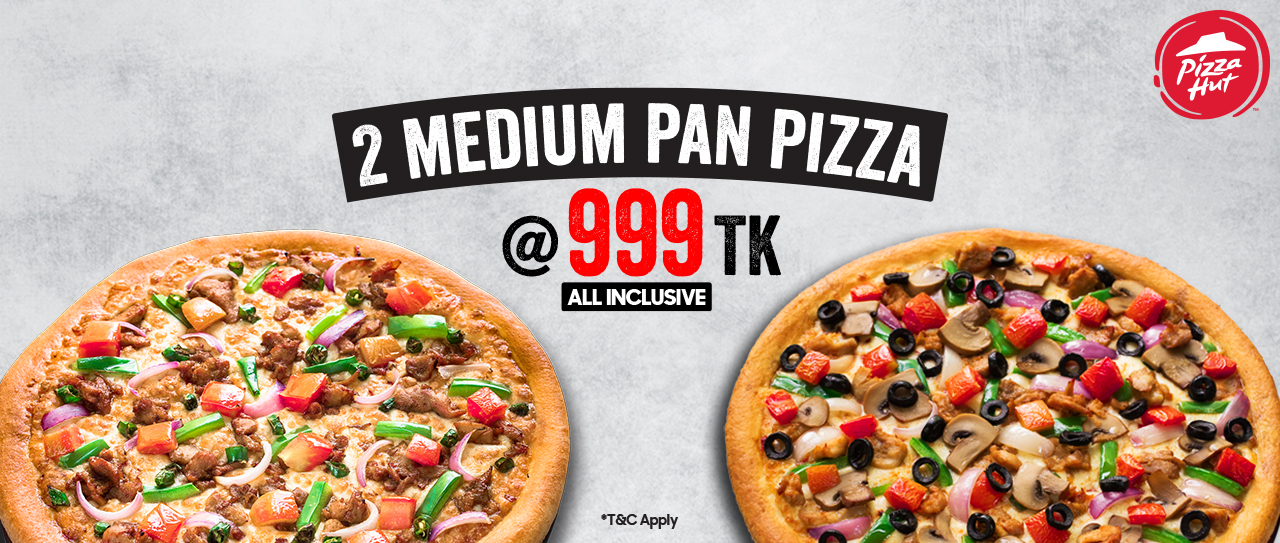 Pizza
Hut
2 MEDIUM PAN PIZZA
@ 999 TK
ALL INCLUSIVE
*T&C Apply